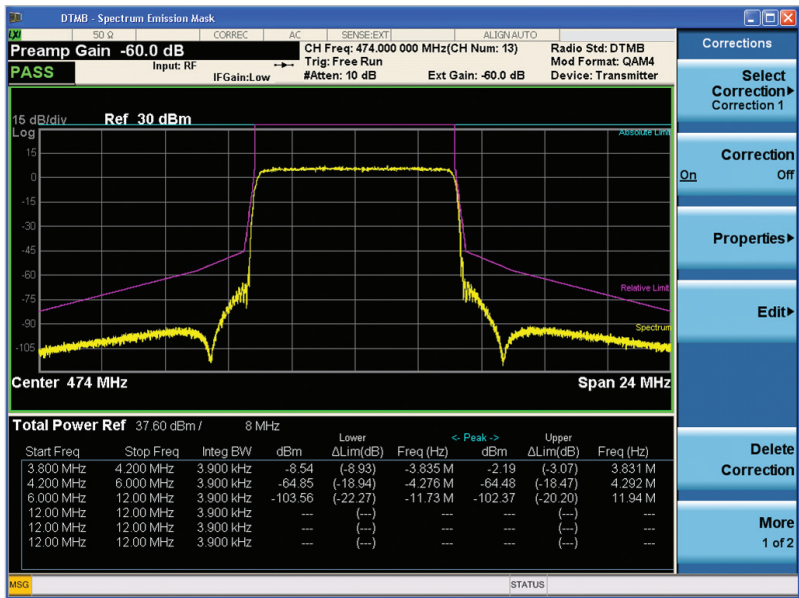 DTMB - Spectrum Emission Mask
LXI 50 Ω CORREC AC SENSE:EXT ALIGN AUTO
Preamp Gain -60.0 dB
PASS
Input: RF
IFGain:Low
CH Freq: 474.000 000 MHz(CH Num: 13)
Trig: Free Run
#Atten: 10 dB
Ext Gain: -60.0 dB
Radio Std: DTMB
Mod Format: QAM4
Device: Transmitter
15 dB/div Ref 30 dBm
Log
Absolute Limit
15
0
-15
-30
-45
-60
-75
-90
-105
Relative Limit
Spectrum
Center 474 MHz Span 24 MHz
Total Power Ref 37.60 dBm / 8 MHz
Lower <- Peak -> Upper
Start Freq Stop Freq Integ BW dBm ΔLim(dB) Freq (Hz) dBm ΔLim(dB) Freq (Hz)
3.800 MHz 4.200 MHz 3.900 kHz -8.54 (-8.93) -3.835 M -2.19 (-3.07) 3.831 M
4.200 MHz 6.000 MHz 3.900 kHz -64.85 (-18.94) -4.276 M -64.48 (-18.47) 4.292 M
6.000 MHz 12.00 MHz 3.900 kHz -103.56 (-22.27) -11.73 M -102.37 (-20.20) 11.94 M
12.00 MHz 12.00 MHz 3.900 kHz --- (---) --- --- (---) ---
12.00 MHz 12.00 MHz 3.900 kHz --- (---) --- --- (---) ---
12.00 MHz 12.00 MHz 3.900 kHz --- (---) --- --- (---) ---
MSG STATUS
Corrections
Select
Correction
Correction 1
Correction
On Off
Properties
Edit
Delete
Correction
More
1 of 2